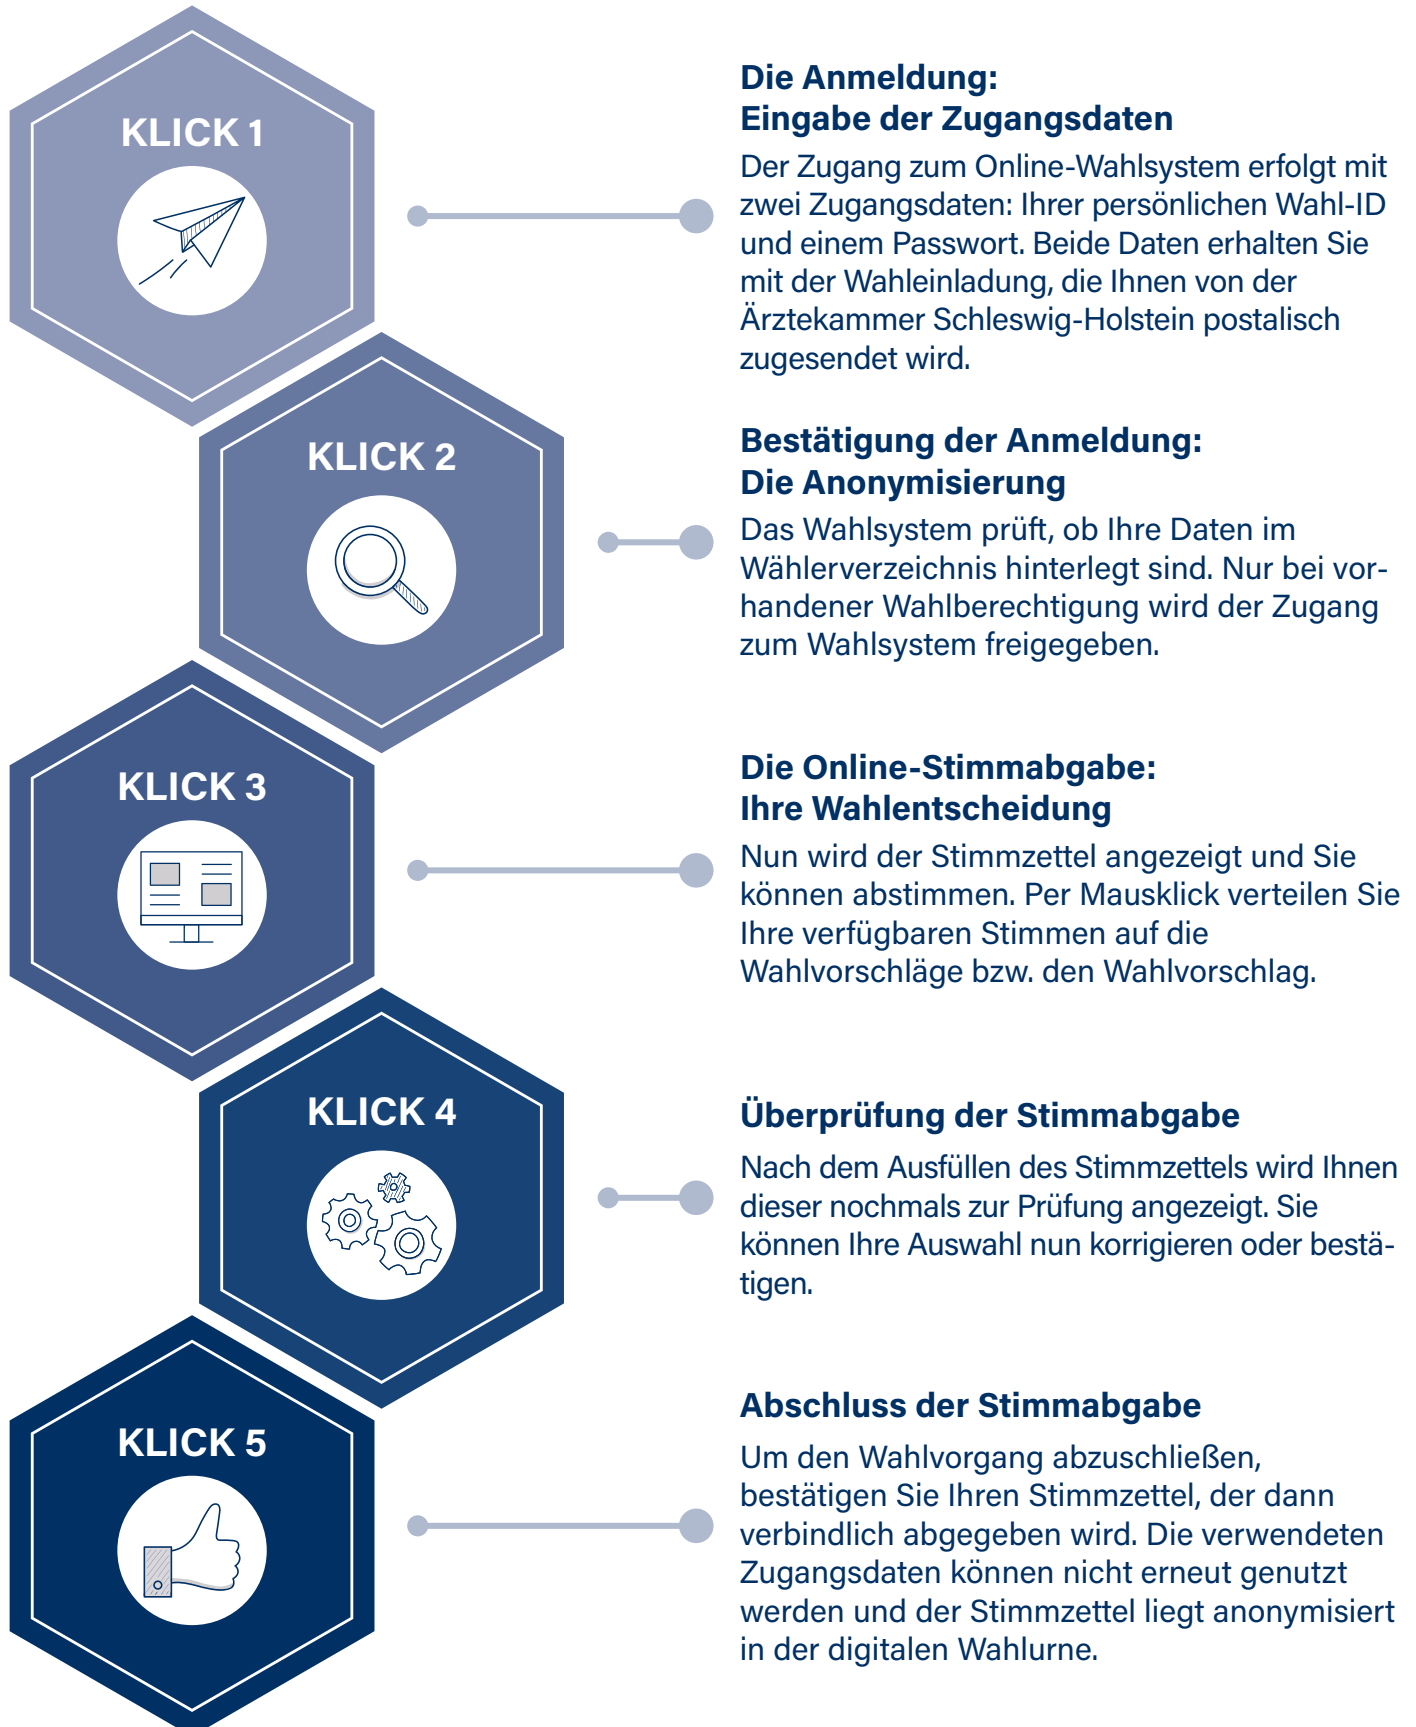 KLICK 1
Die Anmeldung:
Eingabe der Zugangsdaten
Der Zugang zum Online-Wahlsystem erfolgt mit
zwei Zugangsdaten: Ihrer persönlichen Wahl-ID
und einem Passwort. Beide Daten erhalten Sie
mit der Wahleinladung, die Ihnen von der
Ärztekammer Schleswig-Holstein postalisch
zugesendet wird.
KLICK 2
Bestätigung der Anmeldung:
Die Anonymisierung
Das Wahlsystem prüft, ob Ihre Daten im
Wählerverzeichnis hinterlegt sind. Nur bei vor-
handener Wahlberechtigung wird der Zugang
zum Wahlsystem freigegeben.
KLICK 3
Die Online-Stimmabgabe:
Ihre Wahlentscheidung
Nun wird der Stimmzettel angezeigt und Sie
können abstimmen. Per Mausklick verteilen Sie
Ihre verfügbaren Stimmen auf die
Wahlvorschläge bzw. den Wahlvorschlag.
KLICK 4
Überprüfung der Stimmabgabe
Nach dem Ausfüllen des Stimmzettels wird Ihnen
dieser nochmals zur Prüfung angezeigt. Sie
können Ihre Auswahl nun korrigieren oder bestä-
tigen.
KLICK 5
Abschluss der Stimmabgabe
Um den Wahlvorgang abzuschließen,
bestätigen Sie Ihren Stimmzettel, der dann
verbindlich abgegeben wird. Die verwendeten
Zugangsdaten können nicht erneut genutzt
werden und der Stimmzettel liegt anonymisiert
in der digitalen Wahlurne.